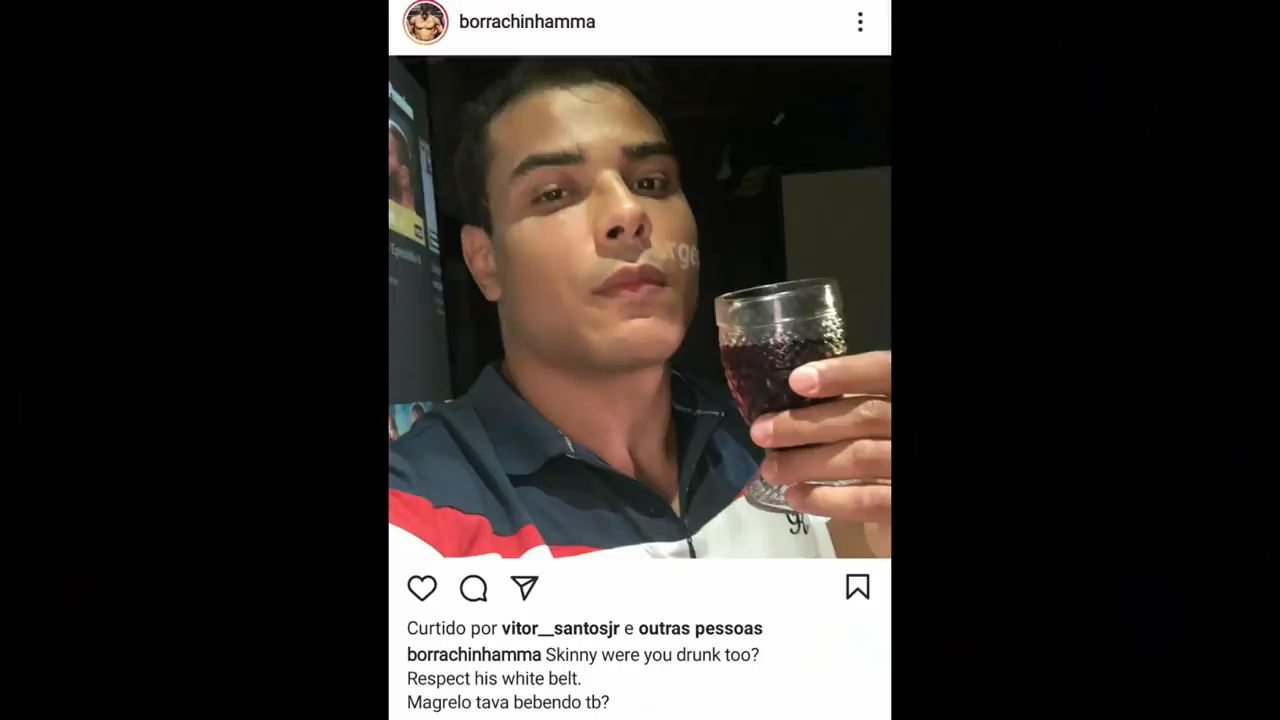 borrachinhamma
Curtido por vitor__santosjr e outras pessoas
borrachinhamma Skinny were you drunk too?
Respect his white belt.
Magrelo tava bebendo tb?